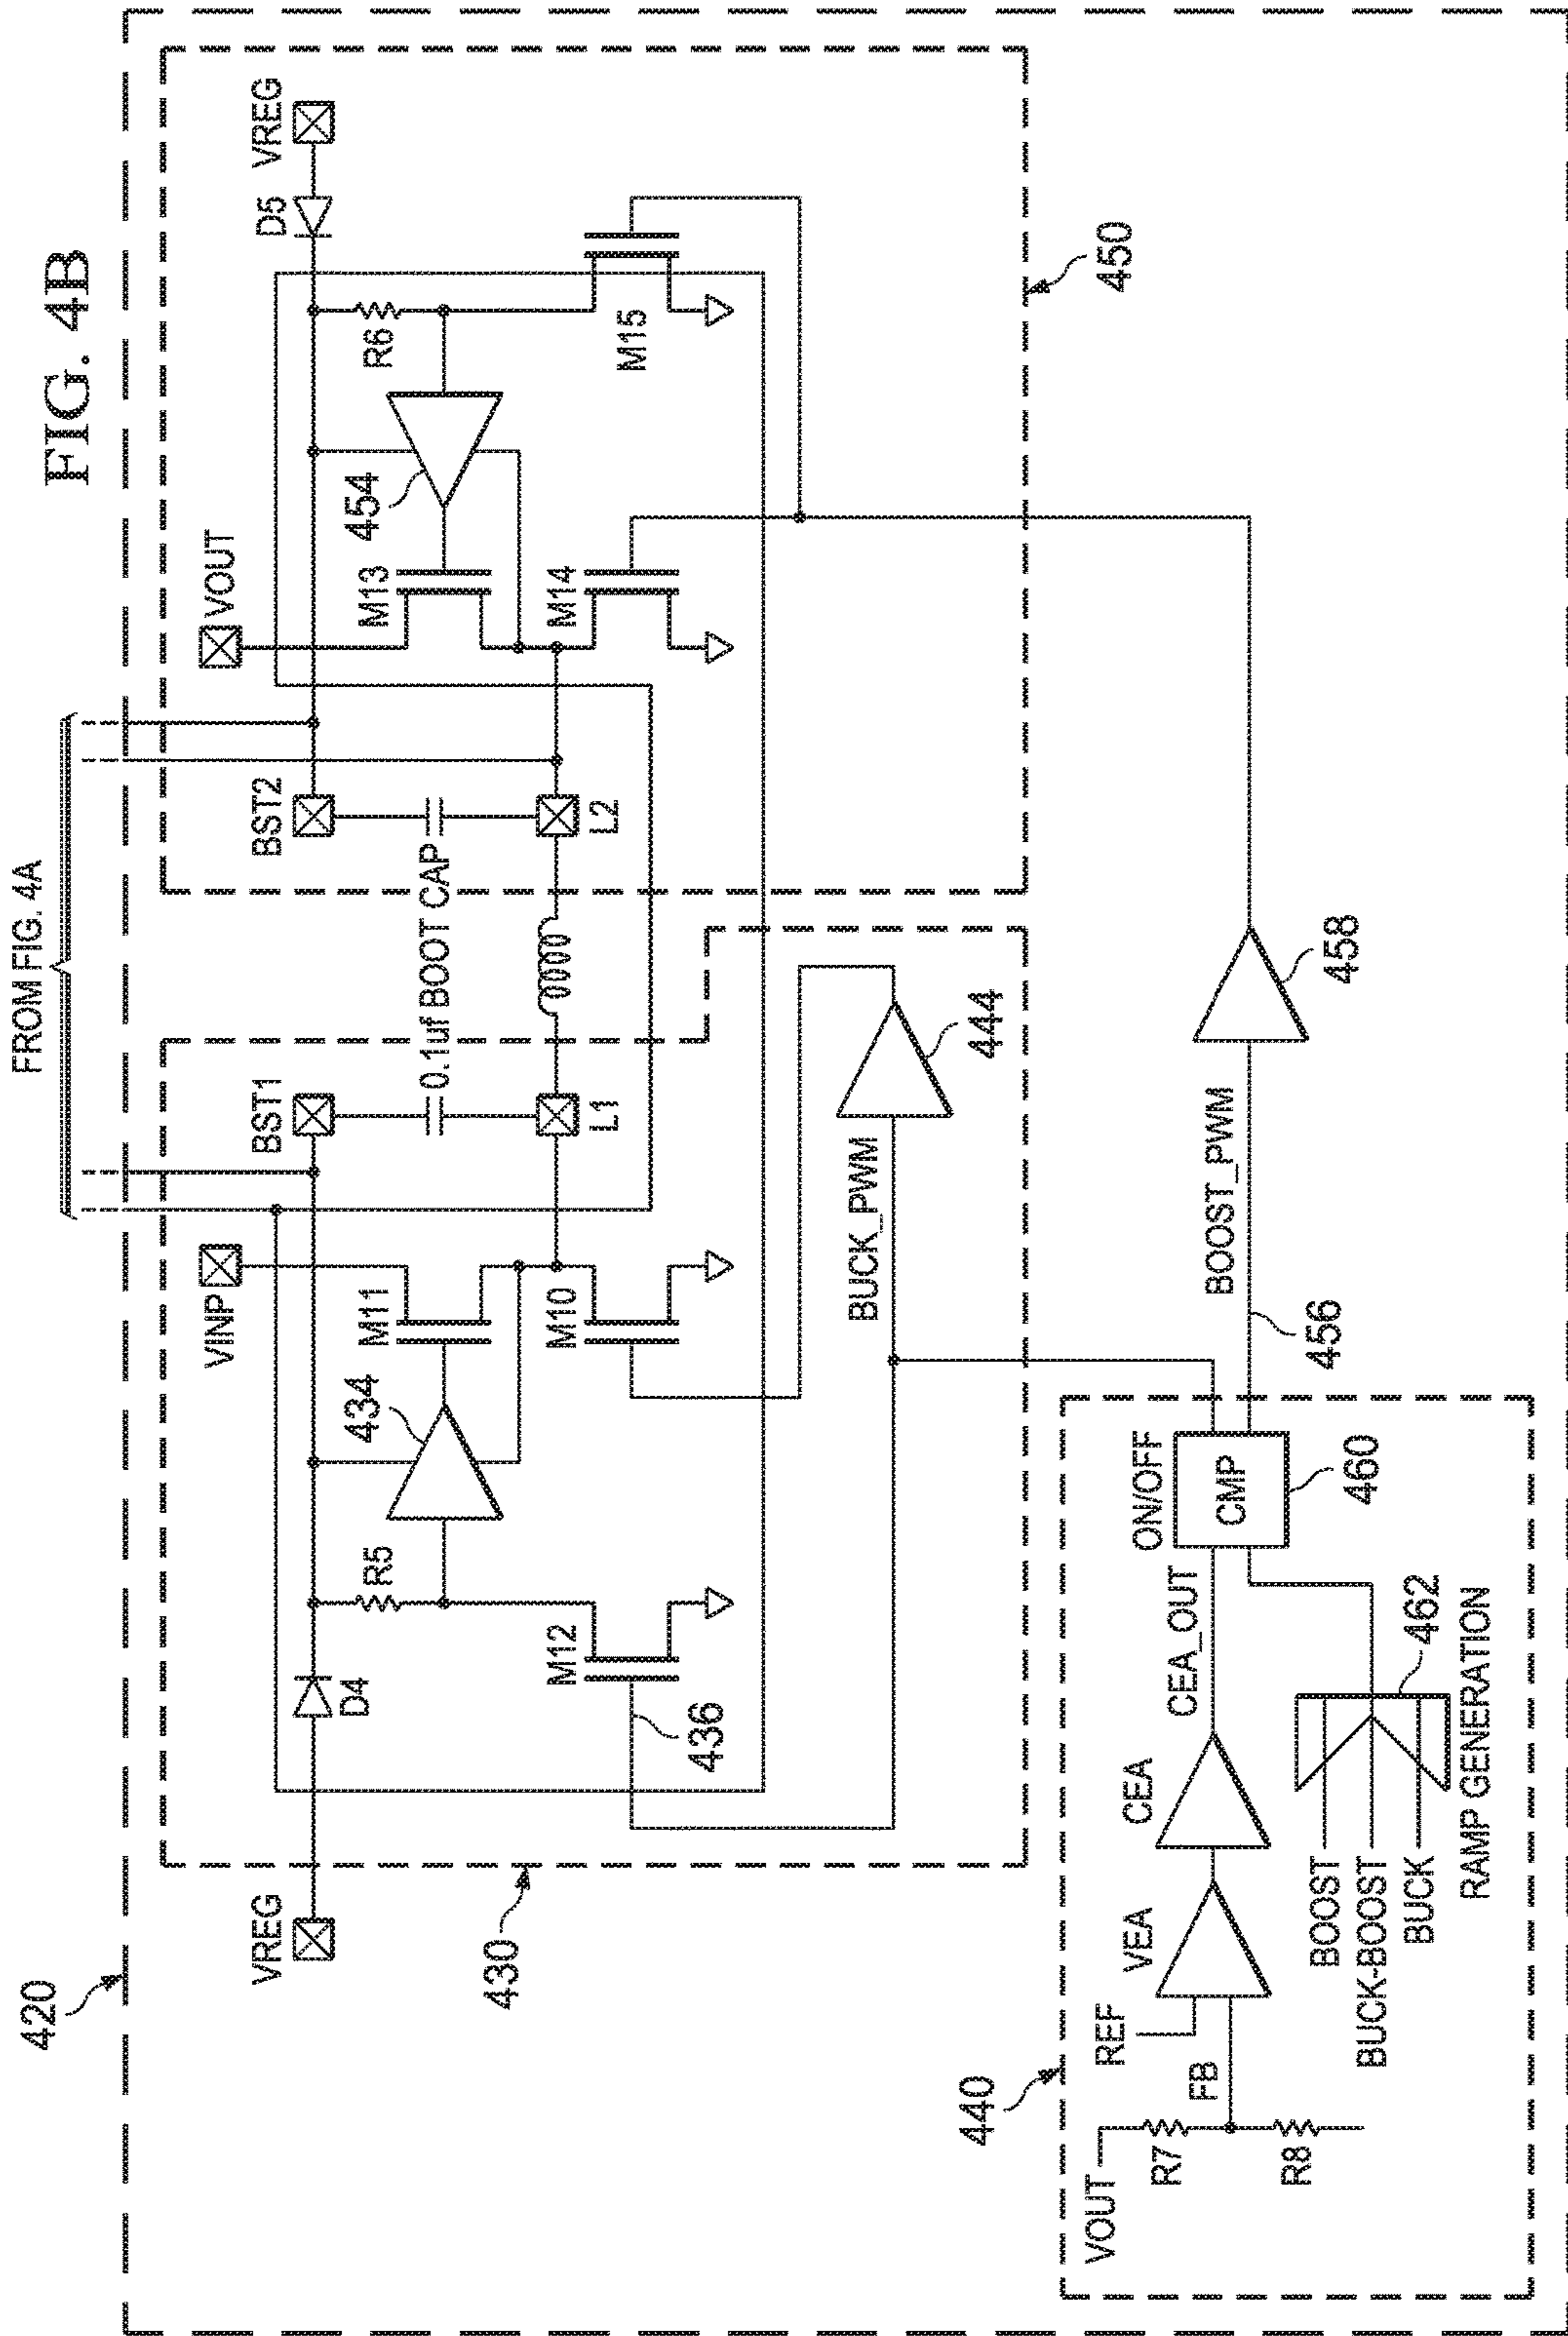 FIG. 4B
FROM FIG. 4A
420
VREG
VINP
BST1
BST2
VOUT
VREG
D4
R5
434
M11
0.1uf BOOT CAP
M13
454
R6
D5
430
M12
436
M10
L1
L2
M14
M15
450
BUCK_PWM
444
440
VOUT
R7
R8
REF
FB
VEA
CEA
CEA_OUT
ON/OFF
CMP
460
BOOST_PWM
456
458
BOOST
BUCK-BOOST
BUCK
462
RAMP GENERATION